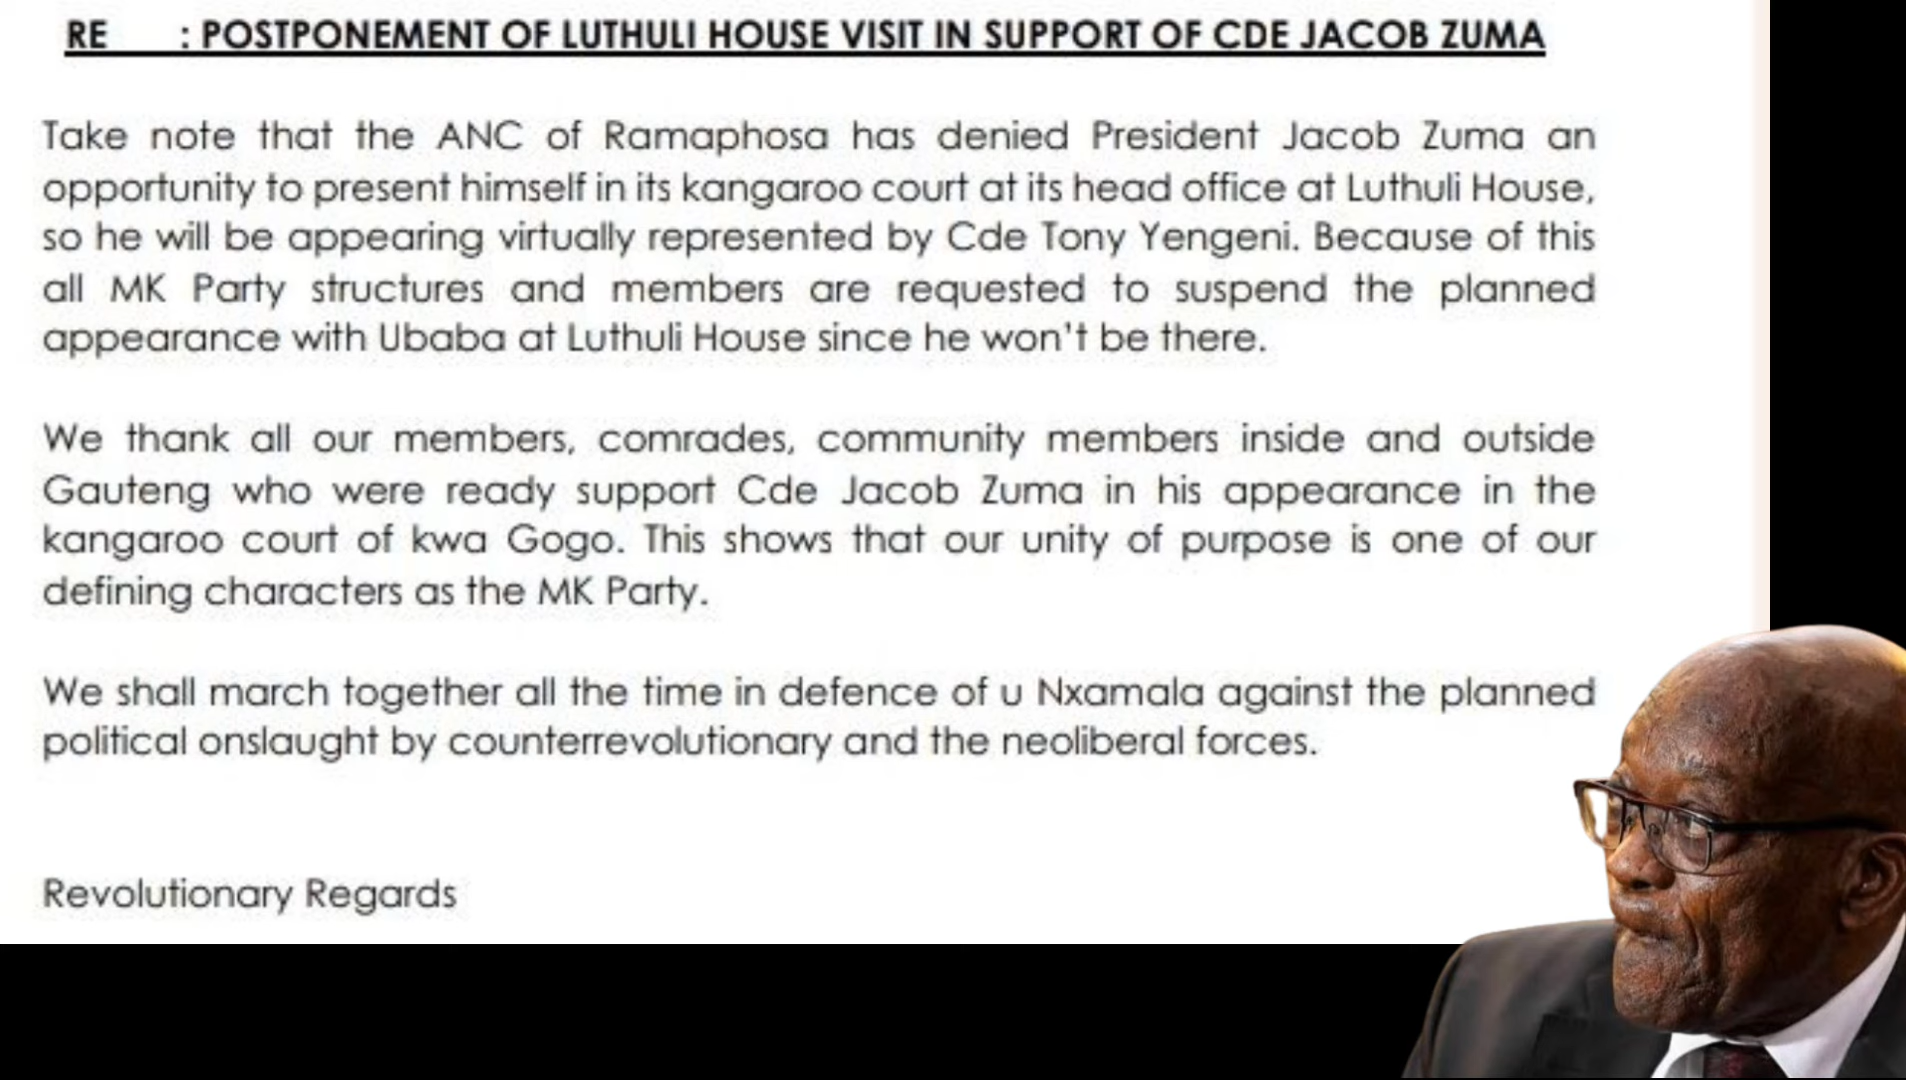 RE : POSTPONEMENT OF LUTHULI HOUSE VISIT IN SUPPORT OF CDE JACOB ZUMA
Take note that the ANC of Ramaphosa has denied President Jacob Zuma an
opportunity to present himself in its kangaroo court at its head office at Luthuli House,
so he will be appearing virtually represented by Cde Tony Yengeni. Because of this
all MK Party structures and members are requested to suspend the planned
appearance with Ubaba at Luthuli House since he won't be there.
We thank all our members, comrades, community members inside and outside
Gauteng who were ready support Cde Jacob Zuma in his appearance in the
kangaroo court of kwa Gogo. This shows that our unity of purpose is one of our
defining characters as the MK Party.
We shall march together all the time in defence of u Nxamala against the planned
political onslaught by counterrevolutionary and the neoliberal forces.
Revolutionary Regards